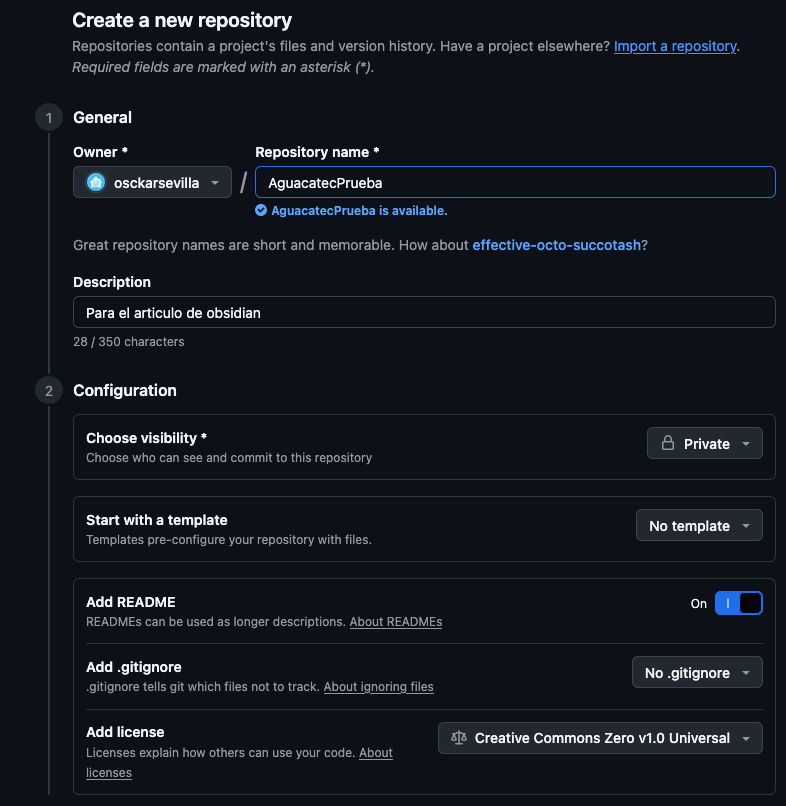 Create a new repository
Repositories contain a project's files and version history. Have a project elsewhere? Import a repository.
Required fields are marked with an asterisk (*).
1 General
Owner * Repository name *
osckarsevilla / AguacatecPrueba
AguacatecPrueba is available.
Great repository names are short and memorable. How about effective-octo-succotash?
Description
Para el articulo de obsidian
28 / 350 characters
2 Configuration
Choose visibility *
Choose who can see and commit to this repository
Private
Start with a template
Templates pre-configure your repository with files.
No template
Add README
READMEs can be used as longer descriptions. About READMEs
On
Add .gitignore
.gitignore tells git which files not to track. About ignoring files
No .gitignore
Add license
Licenses explain how others can use your code. About
licenses
Creative Commons Zero v1.0 Universal